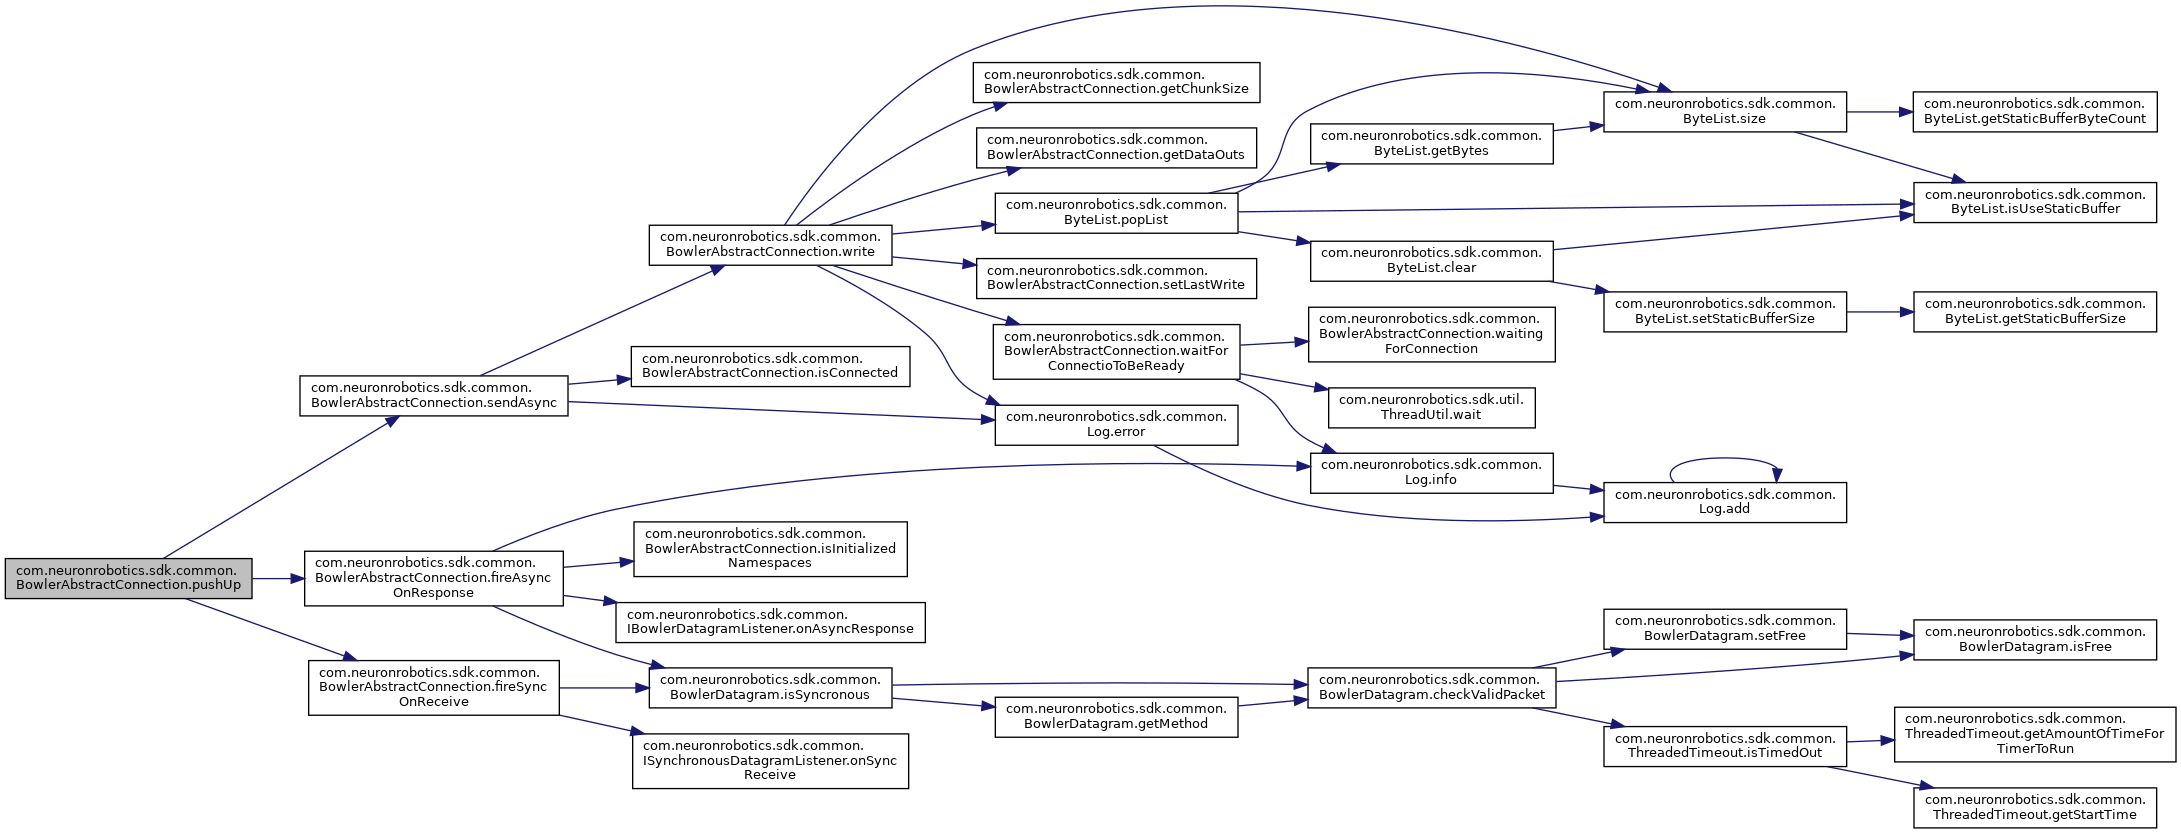 com.neuronrobotics.sdk.common.
BowlerAbstractConnection.pushUp
com.neuronrobotics.sdk.common.
BowlerAbstractConnection.sendAsync
com.neuronrobotics.sdk.common.
BowlerAbstractConnection.fireAsync
OnResponse
com.neuronrobotics.sdk.common.
BowlerAbstractConnection.fireSync
OnReceive
com.neuronrobotics.sdk.common.
BowlerAbstractConnection.write
com.neuronrobotics.sdk.common.
BowlerAbstractConnection.isConnected
com.neuronrobotics.sdk.common.
BowlerAbstractConnection.isInitialized
Namespaces
com.neuronrobotics.sdk.common.
IBowlerDatagramListener.onAsyncResponse
com.neuronrobotics.sdk.common.
BowlerDatagram.isSyncronous
com.neuronrobotics.sdk.common.
ISynchronousDatagramListener.onSync
Receive
com.neuronrobotics.sdk.common.
BowlerAbstractConnection.getChunkSize
com.neuronrobotics.sdk.common.
BowlerAbstractConnection.getDataOuts
com.neuronrobotics.sdk.common.
ByteList.popList
com.neuronrobotics.sdk.common.
BowlerAbstractConnection.setLastWrite
com.neuronrobotics.sdk.common.
BowlerAbstractConnection.waitFor
ConnectioToBeReady
com.neuronrobotics.sdk.common.
Log.error
com.neuronrobotics.sdk.common.
BowlerDatagram.getMethod
com.neuronrobotics.sdk.common.
ByteList.getBytes
com.neuronrobotics.sdk.common.
ByteList.clear
com.neuronrobotics.sdk.common.
BowlerAbstractConnection.waiting
ForConnection
com.neuronrobotics.sdk.util.
ThreadUtil.wait
com.neuronrobotics.sdk.common.
Log.info
com.neuronrobotics.sdk.common.
BowlerDatagram.checkValidPacket
com.neuronrobotics.sdk.common.
ByteList.size
com.neuronrobotics.sdk.common.
ByteList.setStaticBufferSize
com.neuronrobotics.sdk.common.
Log.add
com.neuronrobotics.sdk.common.
BowlerDatagram.setFree
com.neuronrobotics.sdk.common.
ThreadedTimeout.isTimedOut
com.neuronrobotics.sdk.common.
ByteList.getStaticBufferByteCount
com.neuronrobotics.sdk.common.
ByteList.isUseStaticBuffer
com.neuronrobotics.sdk.common.
ByteList.getStaticBufferSize
com.neuronrobotics.sdk.common.
BowlerDatagram.isFree
com.neuronrobotics.sdk.common.
ThreadedTimeout.getAmountOfTimeFor
TimerToRun
com.neuronrobotics.sdk.common.
ThreadedTimeout.getStartTime